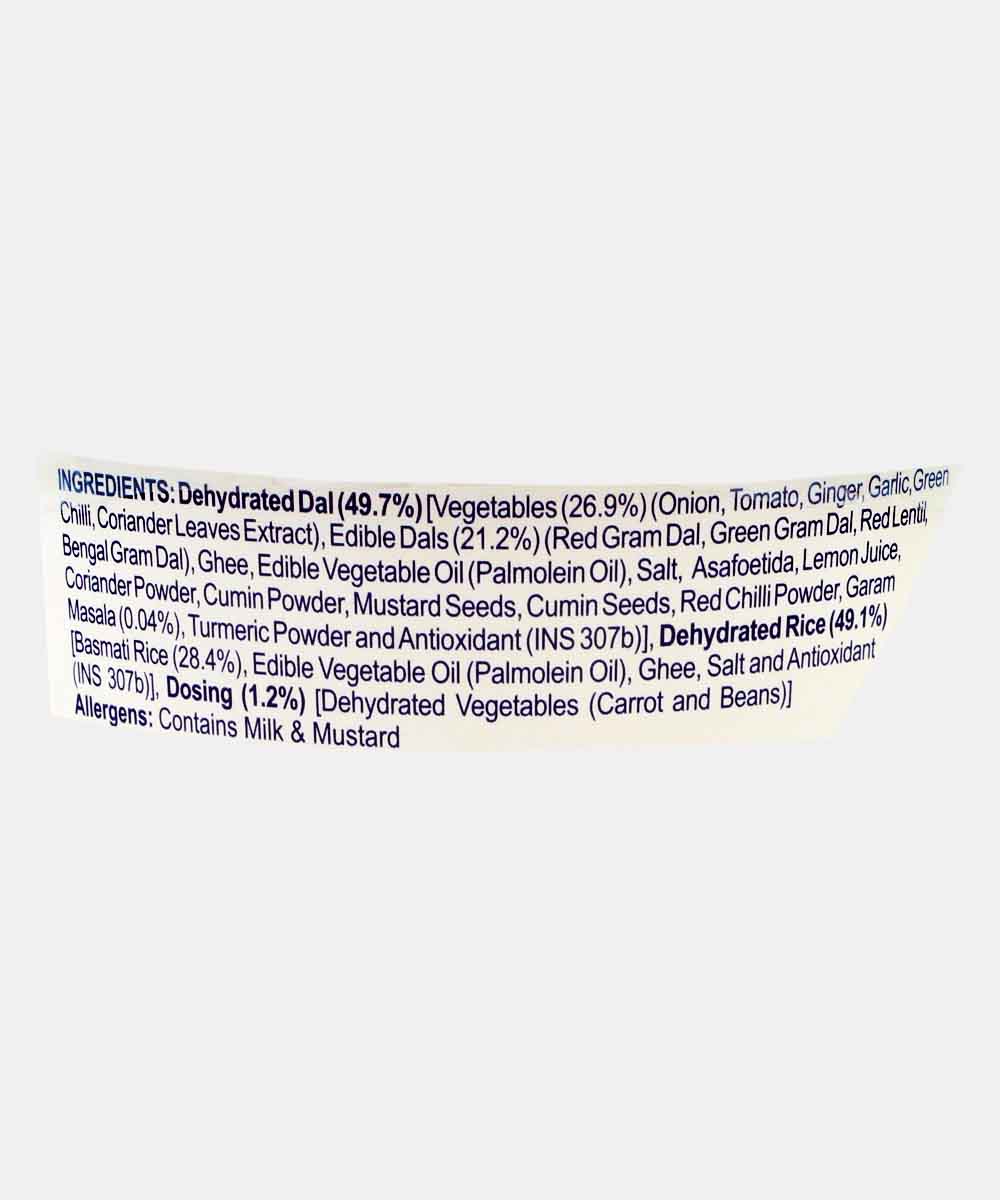 INGREDIENTS: Dehydrated Dal (49.7%) [Vegetables (26.9%) (Onion, Tomato, Ginger, Garlic, Green
Chilli, Coriander Leaves Extract), Edible Dals (21.2%) (Red Gram Dal, Green Gram Dal, Red Lentil,
Bengal Gram Dal), Ghee, Edible Vegetable Oil (Palmolein Oil), Salt, Asafoetida, Lemon Juice,
Coriander Powder, Cumin Powder, Mustard Seeds, Cumin Seeds, Red Chilli Powder, Garam
Masala (0.04%), Turmeric Powder and Antioxidant (INS 307b)], Dehydrated Rice (49.1%)
[Basmati Rice (28.4%), Edible Vegetable Oil (Palmolein Oil), Ghee, Salt and Antioxidant
(INS 307b)], Dosing (1.2%) [Dehydrated Vegetables (Carrot and Beans)]
Allergens: Contains Milk & Mustard